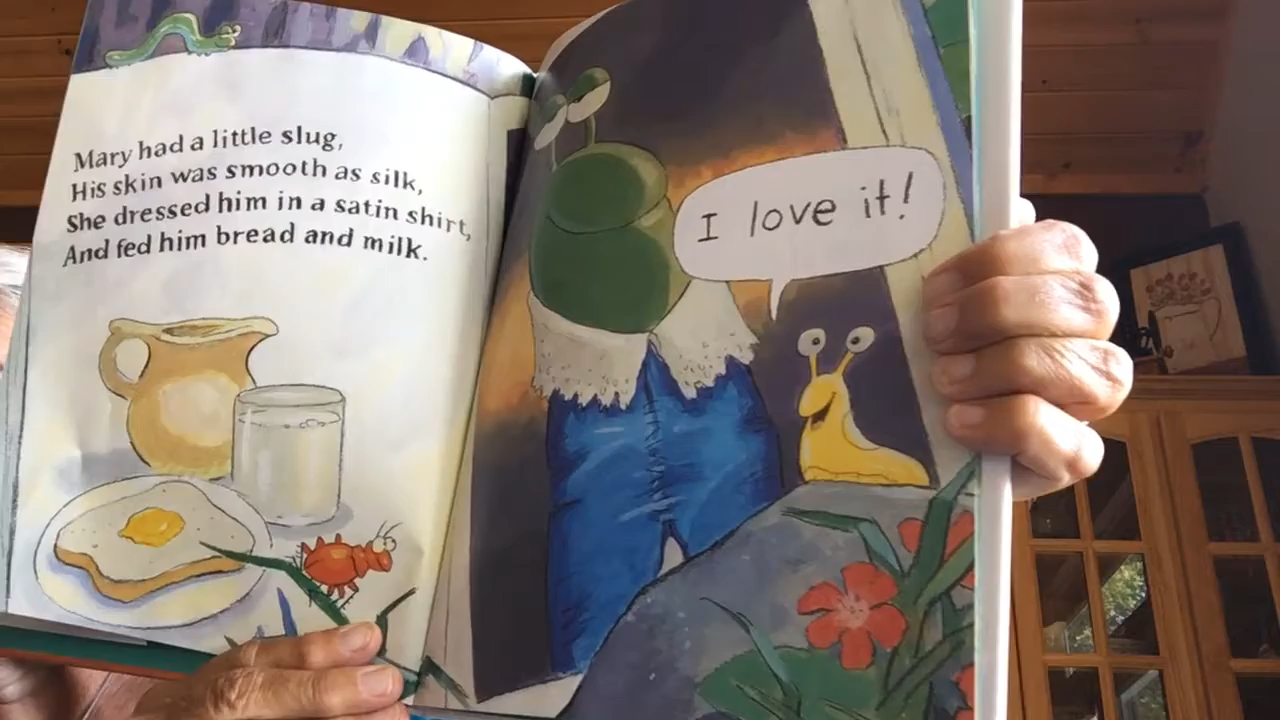 Mary had a little slug,
His skin was smooth as silk,
She dressed him in a satin shirt,
And fed him bread and milk.
I love it!